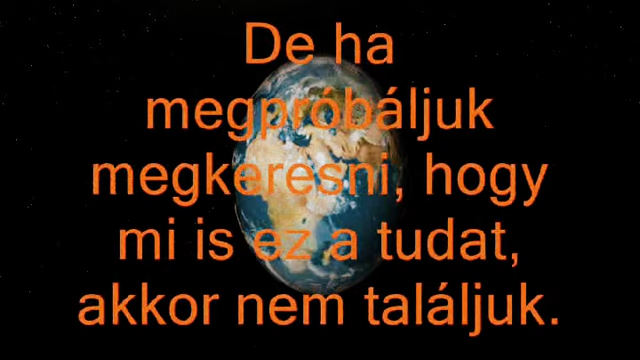 De ha
megpróbáljuk
megkeresni, hogy
mi is ez a tudat,
akkor nem találjuk.